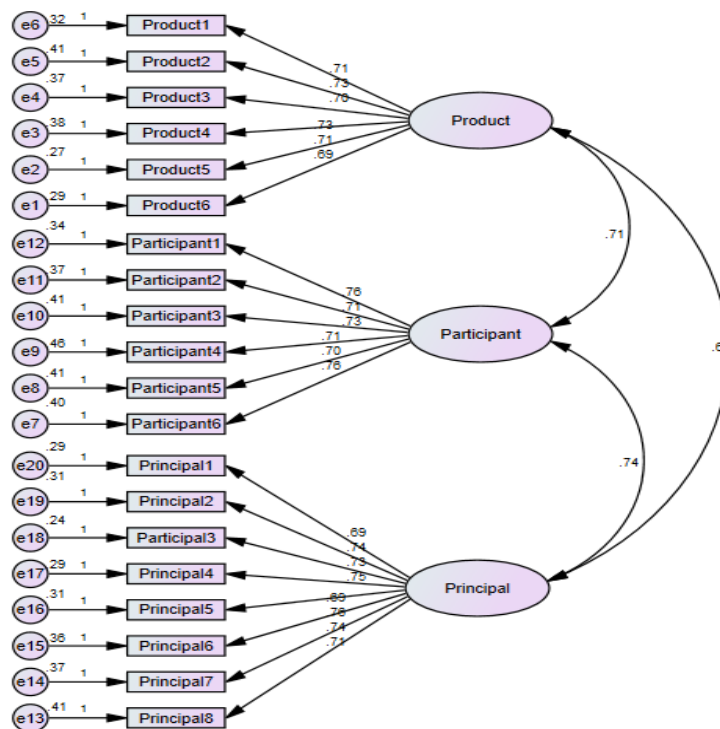 e6 .32 1 Product1
e5 .41 1 Product2
e4 .37 1 Product3
e3 .38 1 Product4
e2 .27 1 Product5
e1 .29 1 Product6
.71
.73
.76
.73
.71
.69
Product
e12 .34 1 Participant1
e11 .37 1 Participant2
e10 .41 1 Participant3
e9 .46 1 Participant4
e8 .41 1 Participant5
e7 .40 1 Participant6
.76
.71
.73
.71
.70
.76
Participant
.71
.74
e20 .29 1 Principal1
e19 .31 1 Principal2
e18 .24 1 Participal3
e17 .29 1 Principal4
e16 .31 1 Principal5
e15 .36 1 Principal6
e14 .37 1 Principal7
e13 .41 1 Principal8
.69
.74
.73
.75
.69
.76
.74
.71
Principal